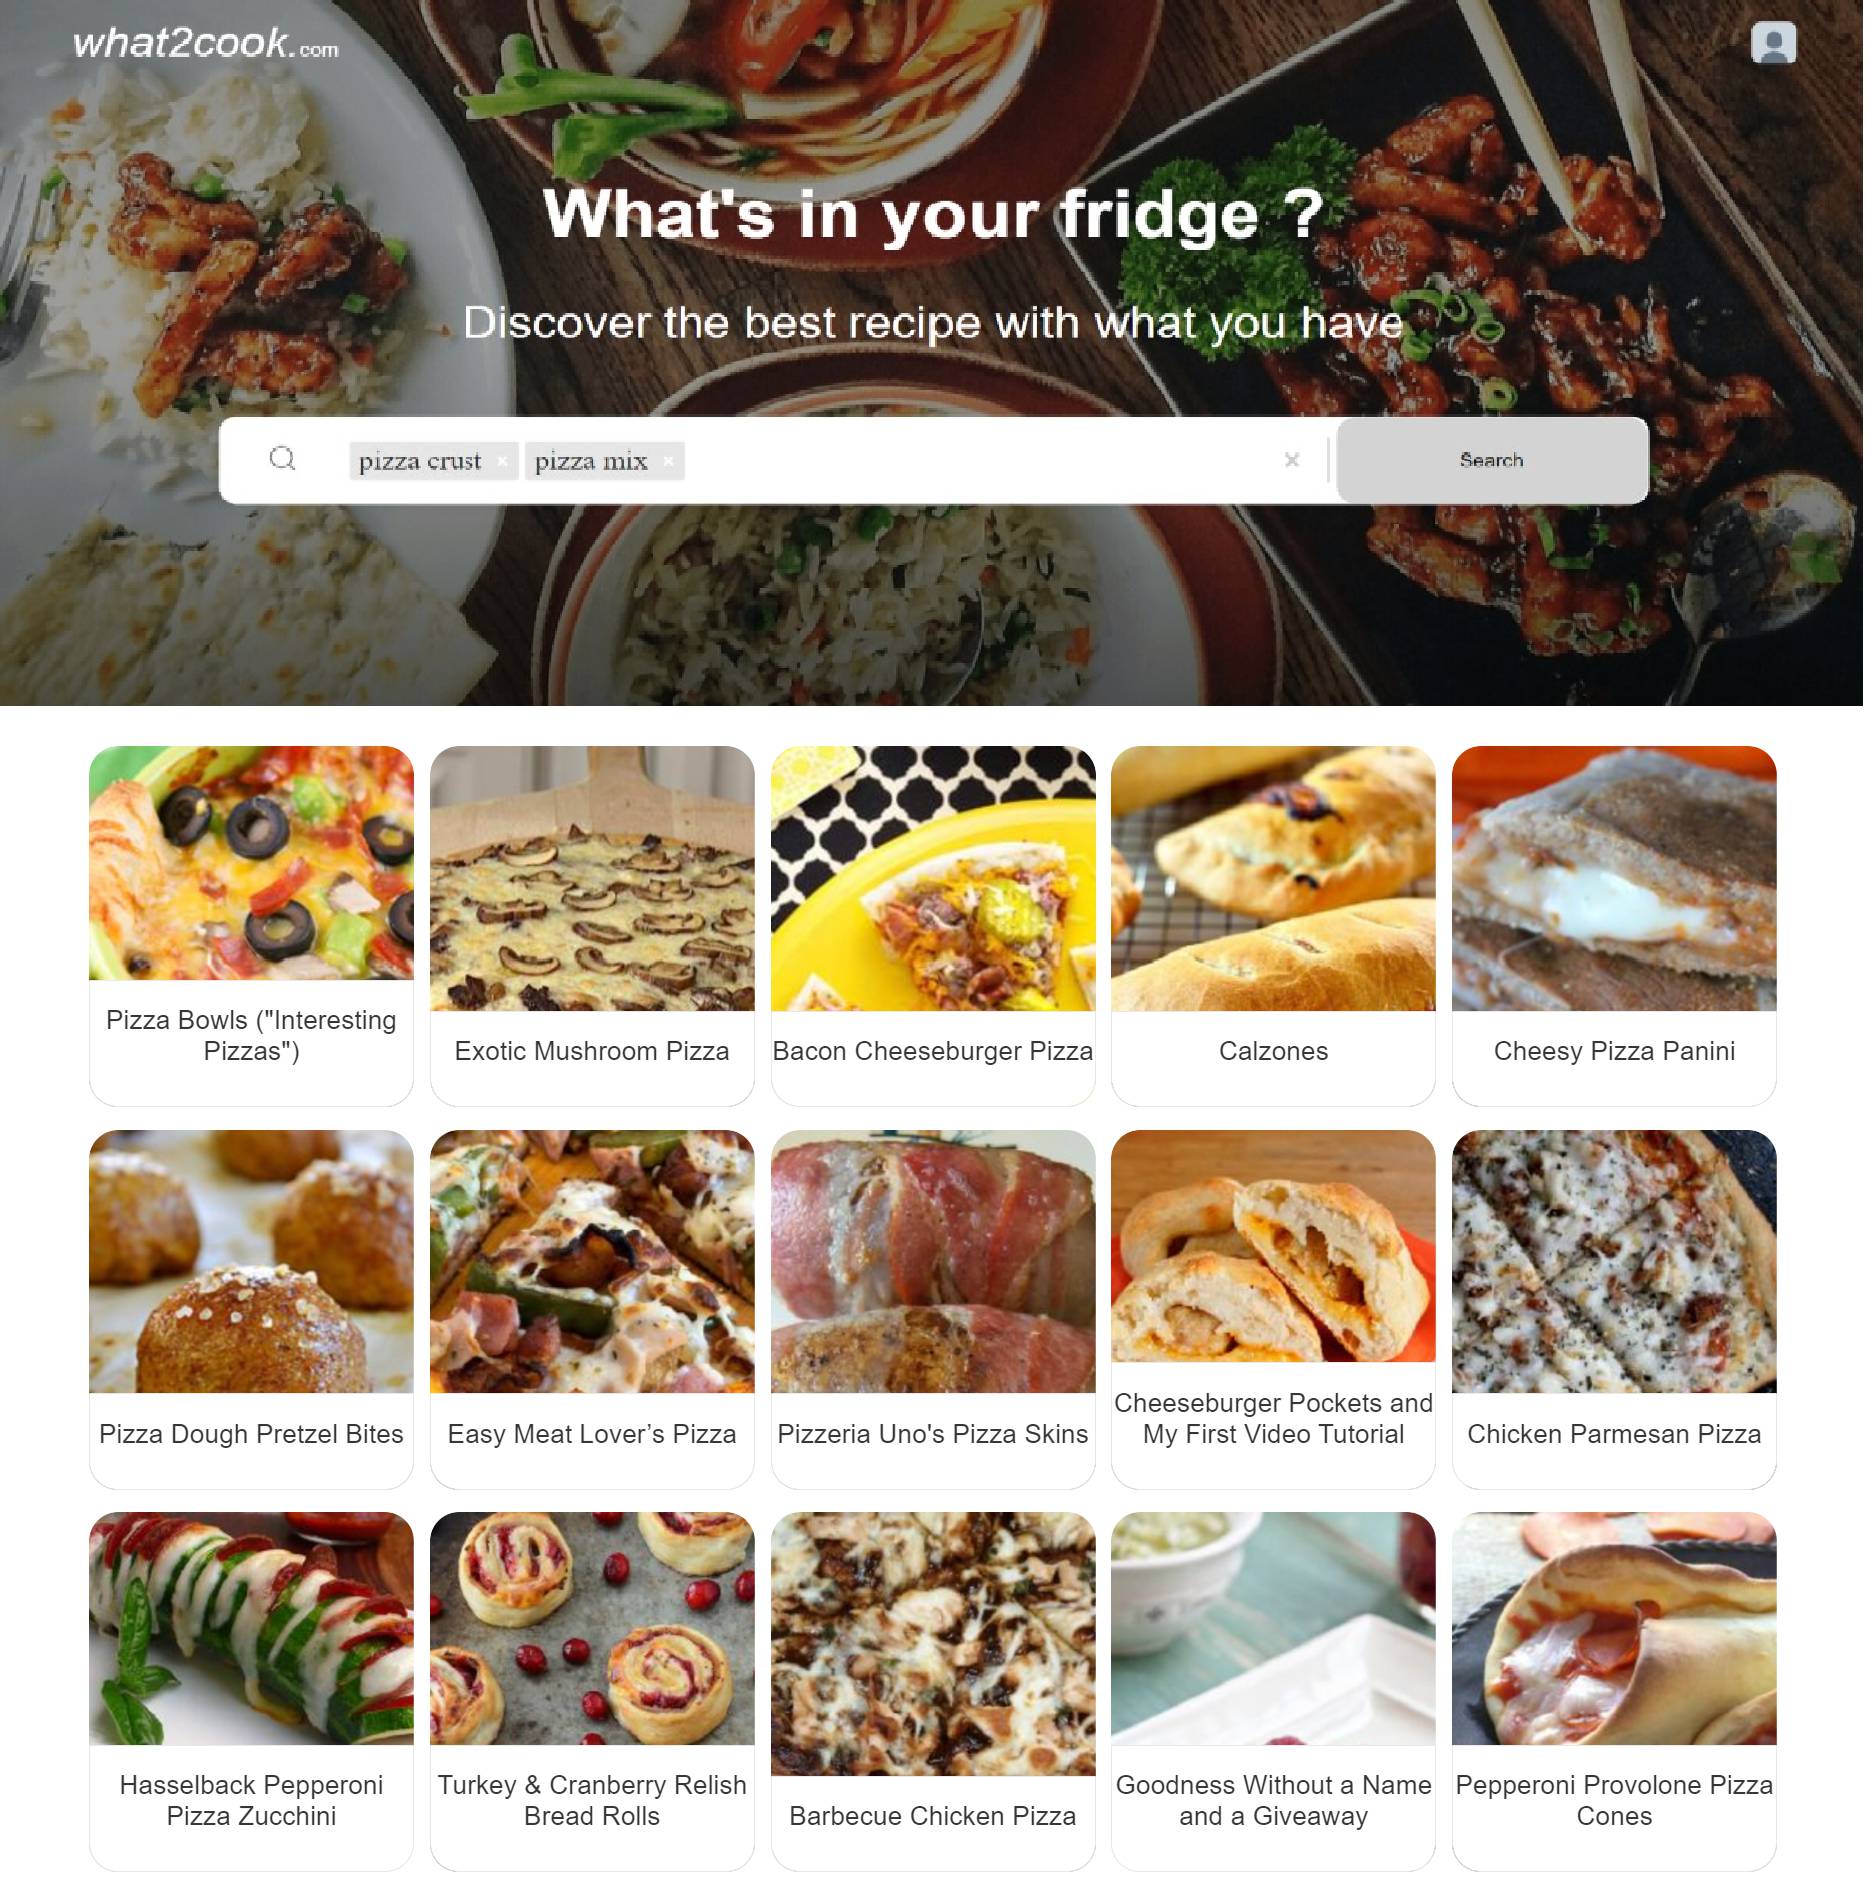 what2cook.com
What's in your fridge ?
Discover the best recipe with what you have
pizza crust × pizza mix × × Search
Pizza Bowls ("Interesting
Pizzas")
Exotic Mushroom Pizza
Bacon Cheeseburger Pizza
Calzones
Cheesy Pizza Panini
Pizza Dough Pretzel Bites
Easy Meat Lover’s Pizza
Pizzeria Uno's Pizza Skins
Cheeseburger Pockets and
My First Video Tutorial
Chicken Parmesan Pizza
Hasselback Pepperoni
Pizza Zucchini
Turkey & Cranberry Relish
Bread Rolls
Barbecue Chicken Pizza
Goodness Without a Name
and a Giveaway
Pepperoni Provolone Pizza
Cones